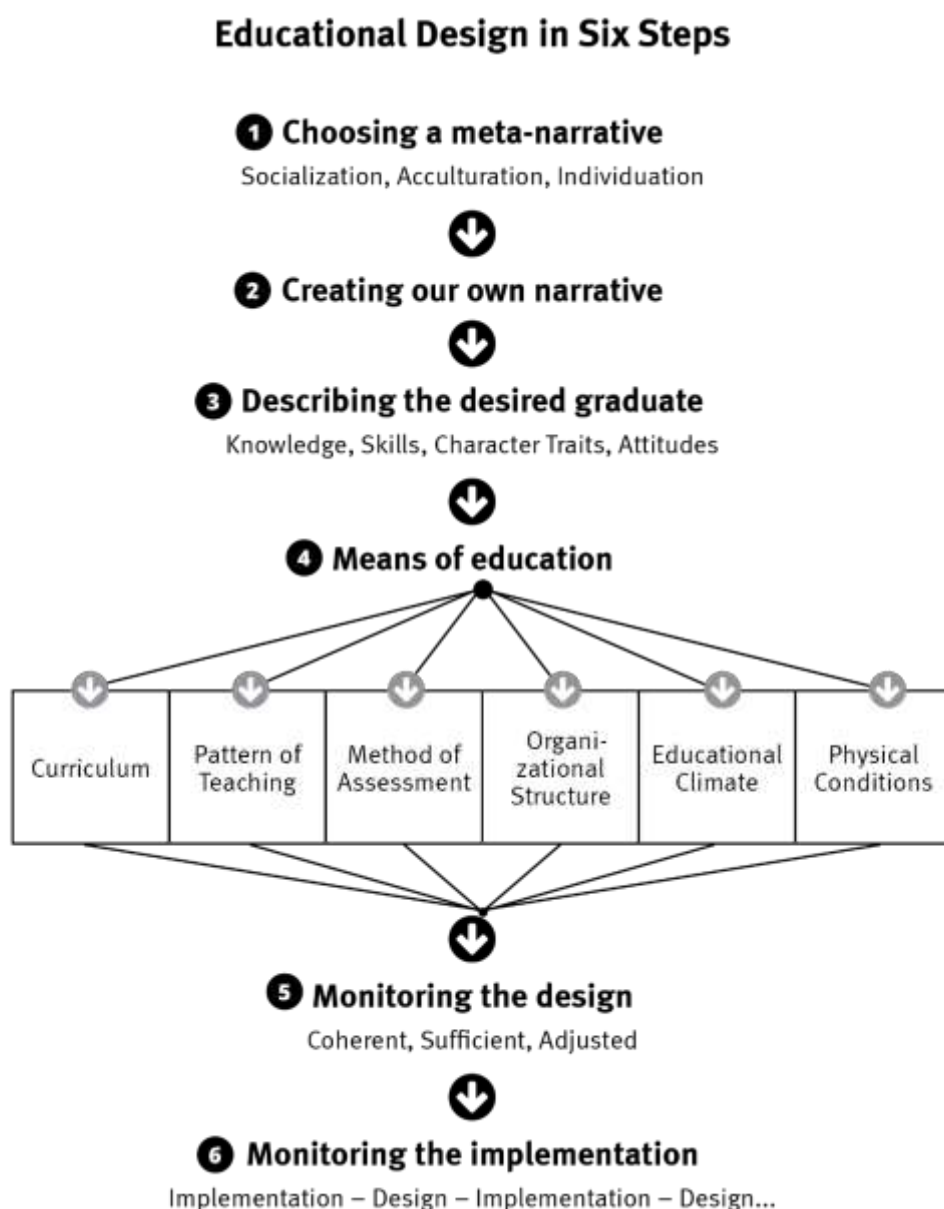 Educational Design in Six Steps
1 Choosing a meta-narrative
Socialization, Acculturation, Individuation
2 Creating our own narrative
3 Describing the desired graduate
Knowledge, Skills, Character Traits, Attitudes
4 Means of education
Curriculum
Pattern of
Teaching
Method of
Assessment
Organi-
zational
Structure
Educational
Climate
Physical
Conditions
5 Monitoring the design
Coherent, Sufficient, Adjusted
6 Monitoring the implementation
Implementation – Design – Implementation – Design...